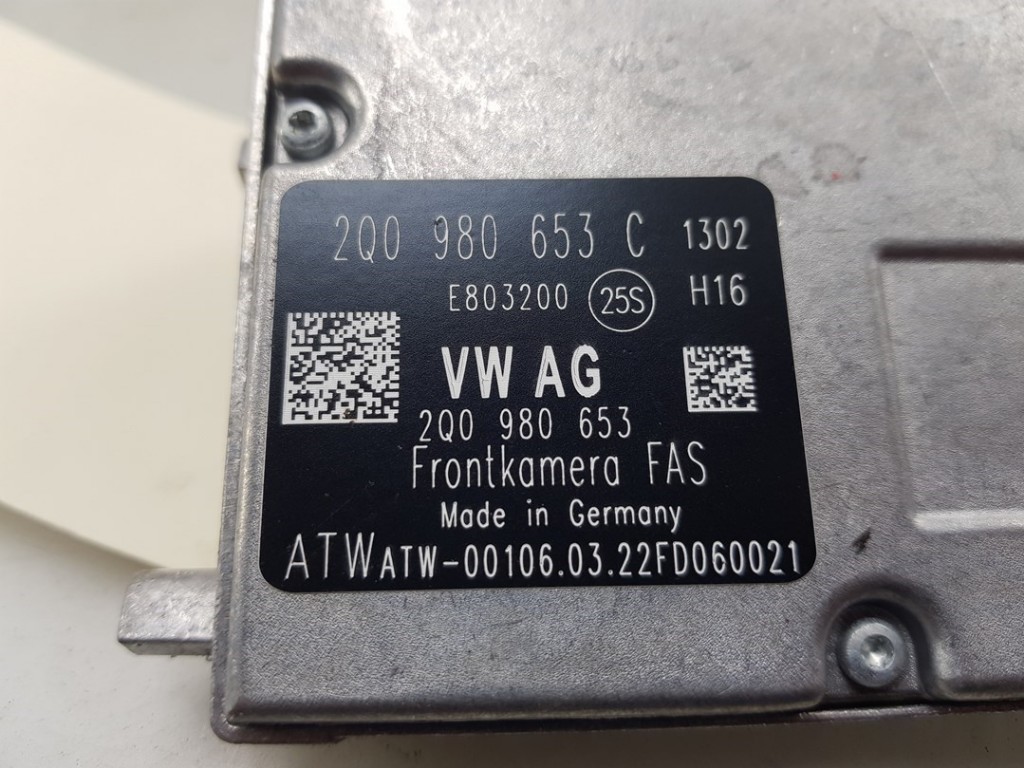 2Q0 980 653 C 1302
E803200 25S H16
VW AG
2Q0 980 653
Frontkamera FAS
Made in Germany
ATW ATW-00106.03.22FD060021